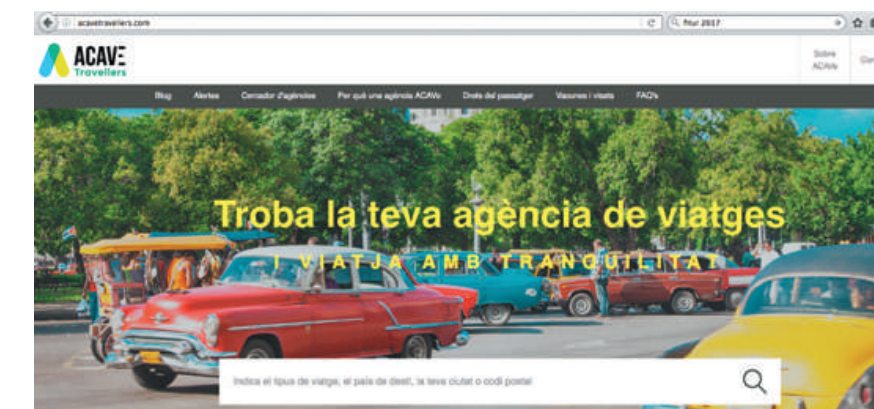 acavetravellers.com
fitur 2017
ACAVE
Travellers
Sobre
ACAVe
Blog Alertes Cercador d'agències Per què una agència ACAVe Drets del passatger Vacunes i visats FAQ's
Troba la teva agència de viatges
I VIATJA AMB TRANQUIL·LITAT
Indica el tipus de viatge, el país de destí, la teva ciutat o codi postal